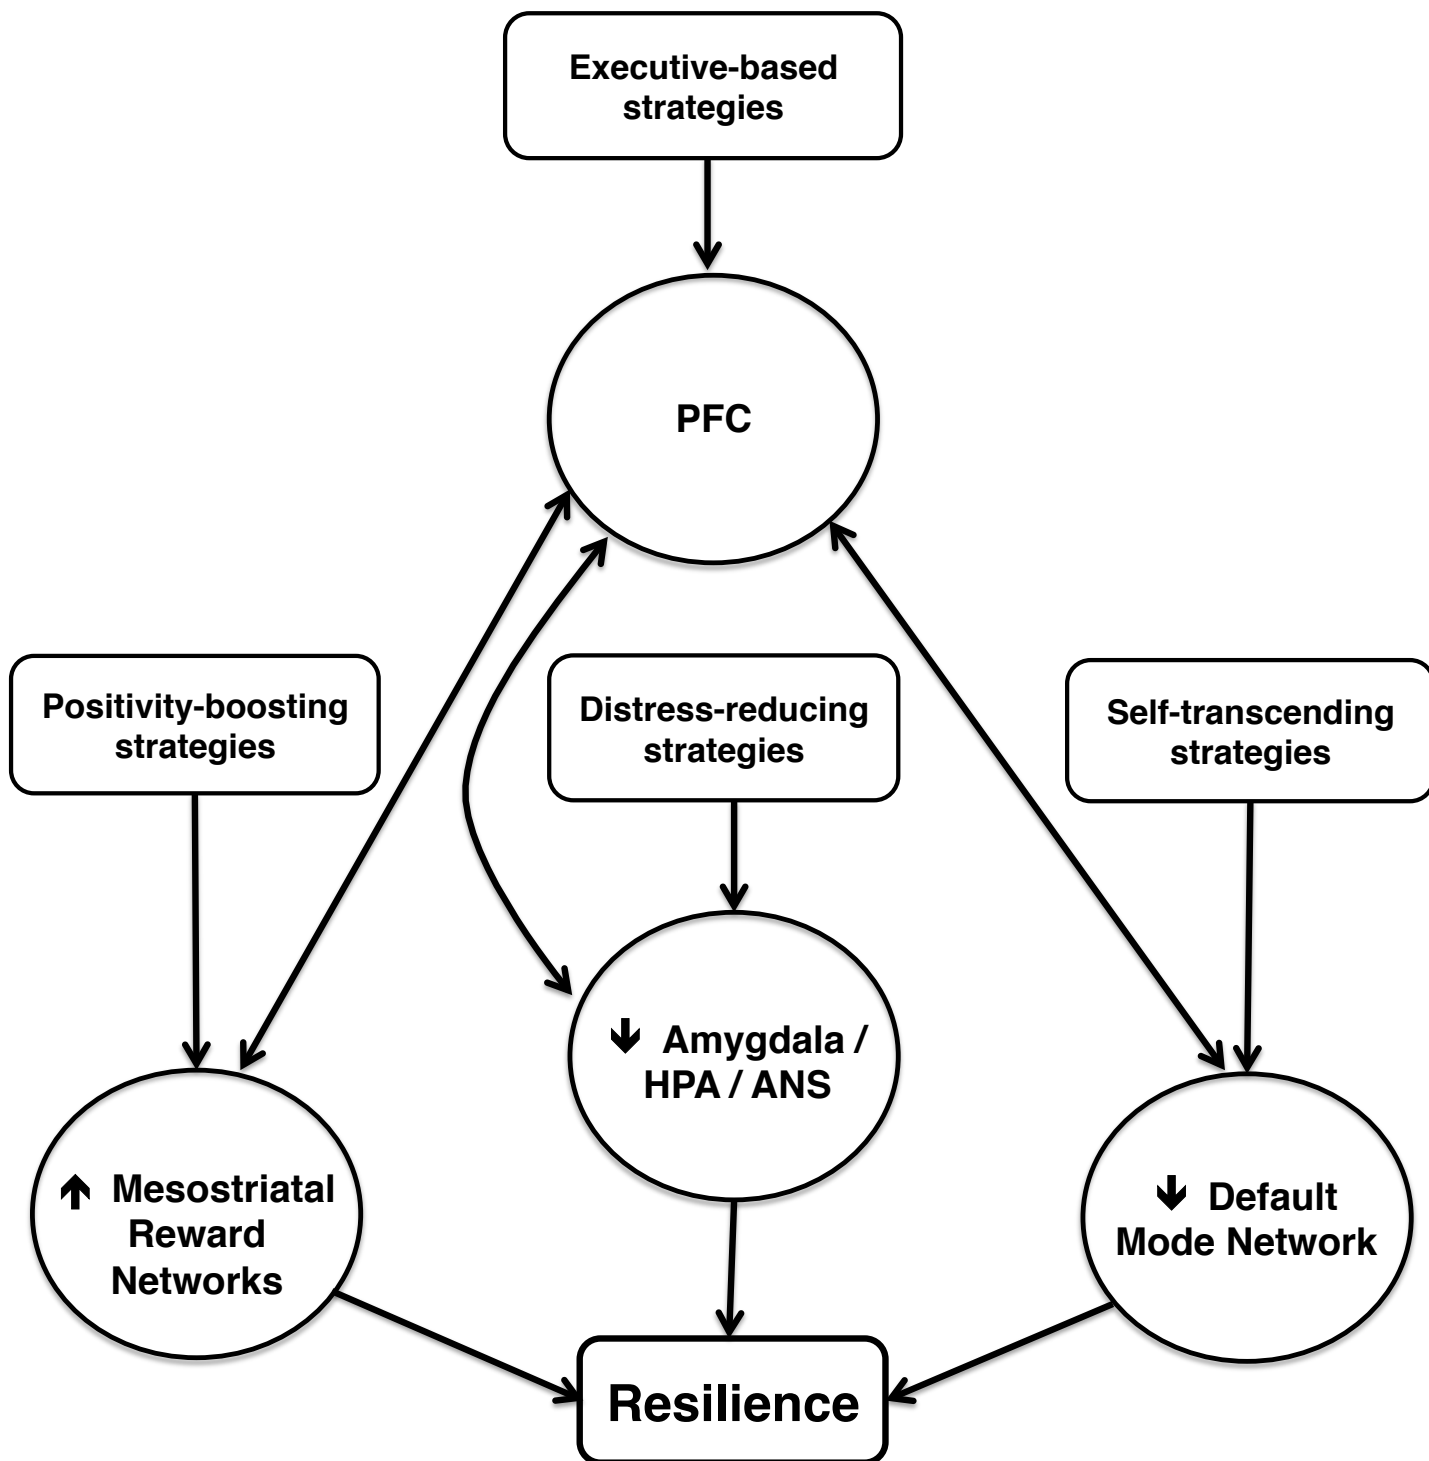 Executive-based
strategies
PFC
Positivity-boosting
strategies
Distress-reducing
strategies
Self-transcending
strategies
↓ Amygdala /
HPA / ANS
↑ Mesostriatal
Reward
Networks
↓ Default
Mode Network
Resilience